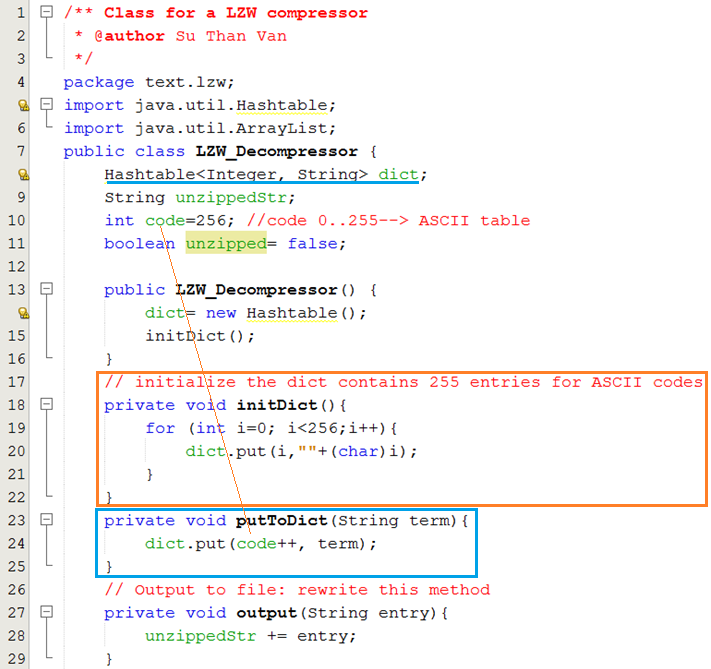 1 /** Class for a LZW compressor
2 * @author Su Than Van
3 */
4 package text.lzw;
import java.util.Hashtable;
6 import java.util.ArrayList;
7 public class LZW_Decompressor {
Hashtable<Integer, String> dict;
9 String unzippedStr;
10 int code=256; //code 0..255--> ASCII table
11 boolean unzipped= false;
12
13 public LZW_Decompressor() {
dict= new Hashtable();
15 initDict();
16 }
17 // initialize the dict contains 255 entries for ASCII codes
18 private void initDict(){
19 for (int i=0; i<256;i++){
20 dict.put(i,""+(char)i);
21 }
22 }
23 private void putToDict(String term){
24 dict.put(code++, term);
25 }
26 // Output to file: rewrite this method
27 private void output(String entry){
28 unzippedStr += entry;
29 }